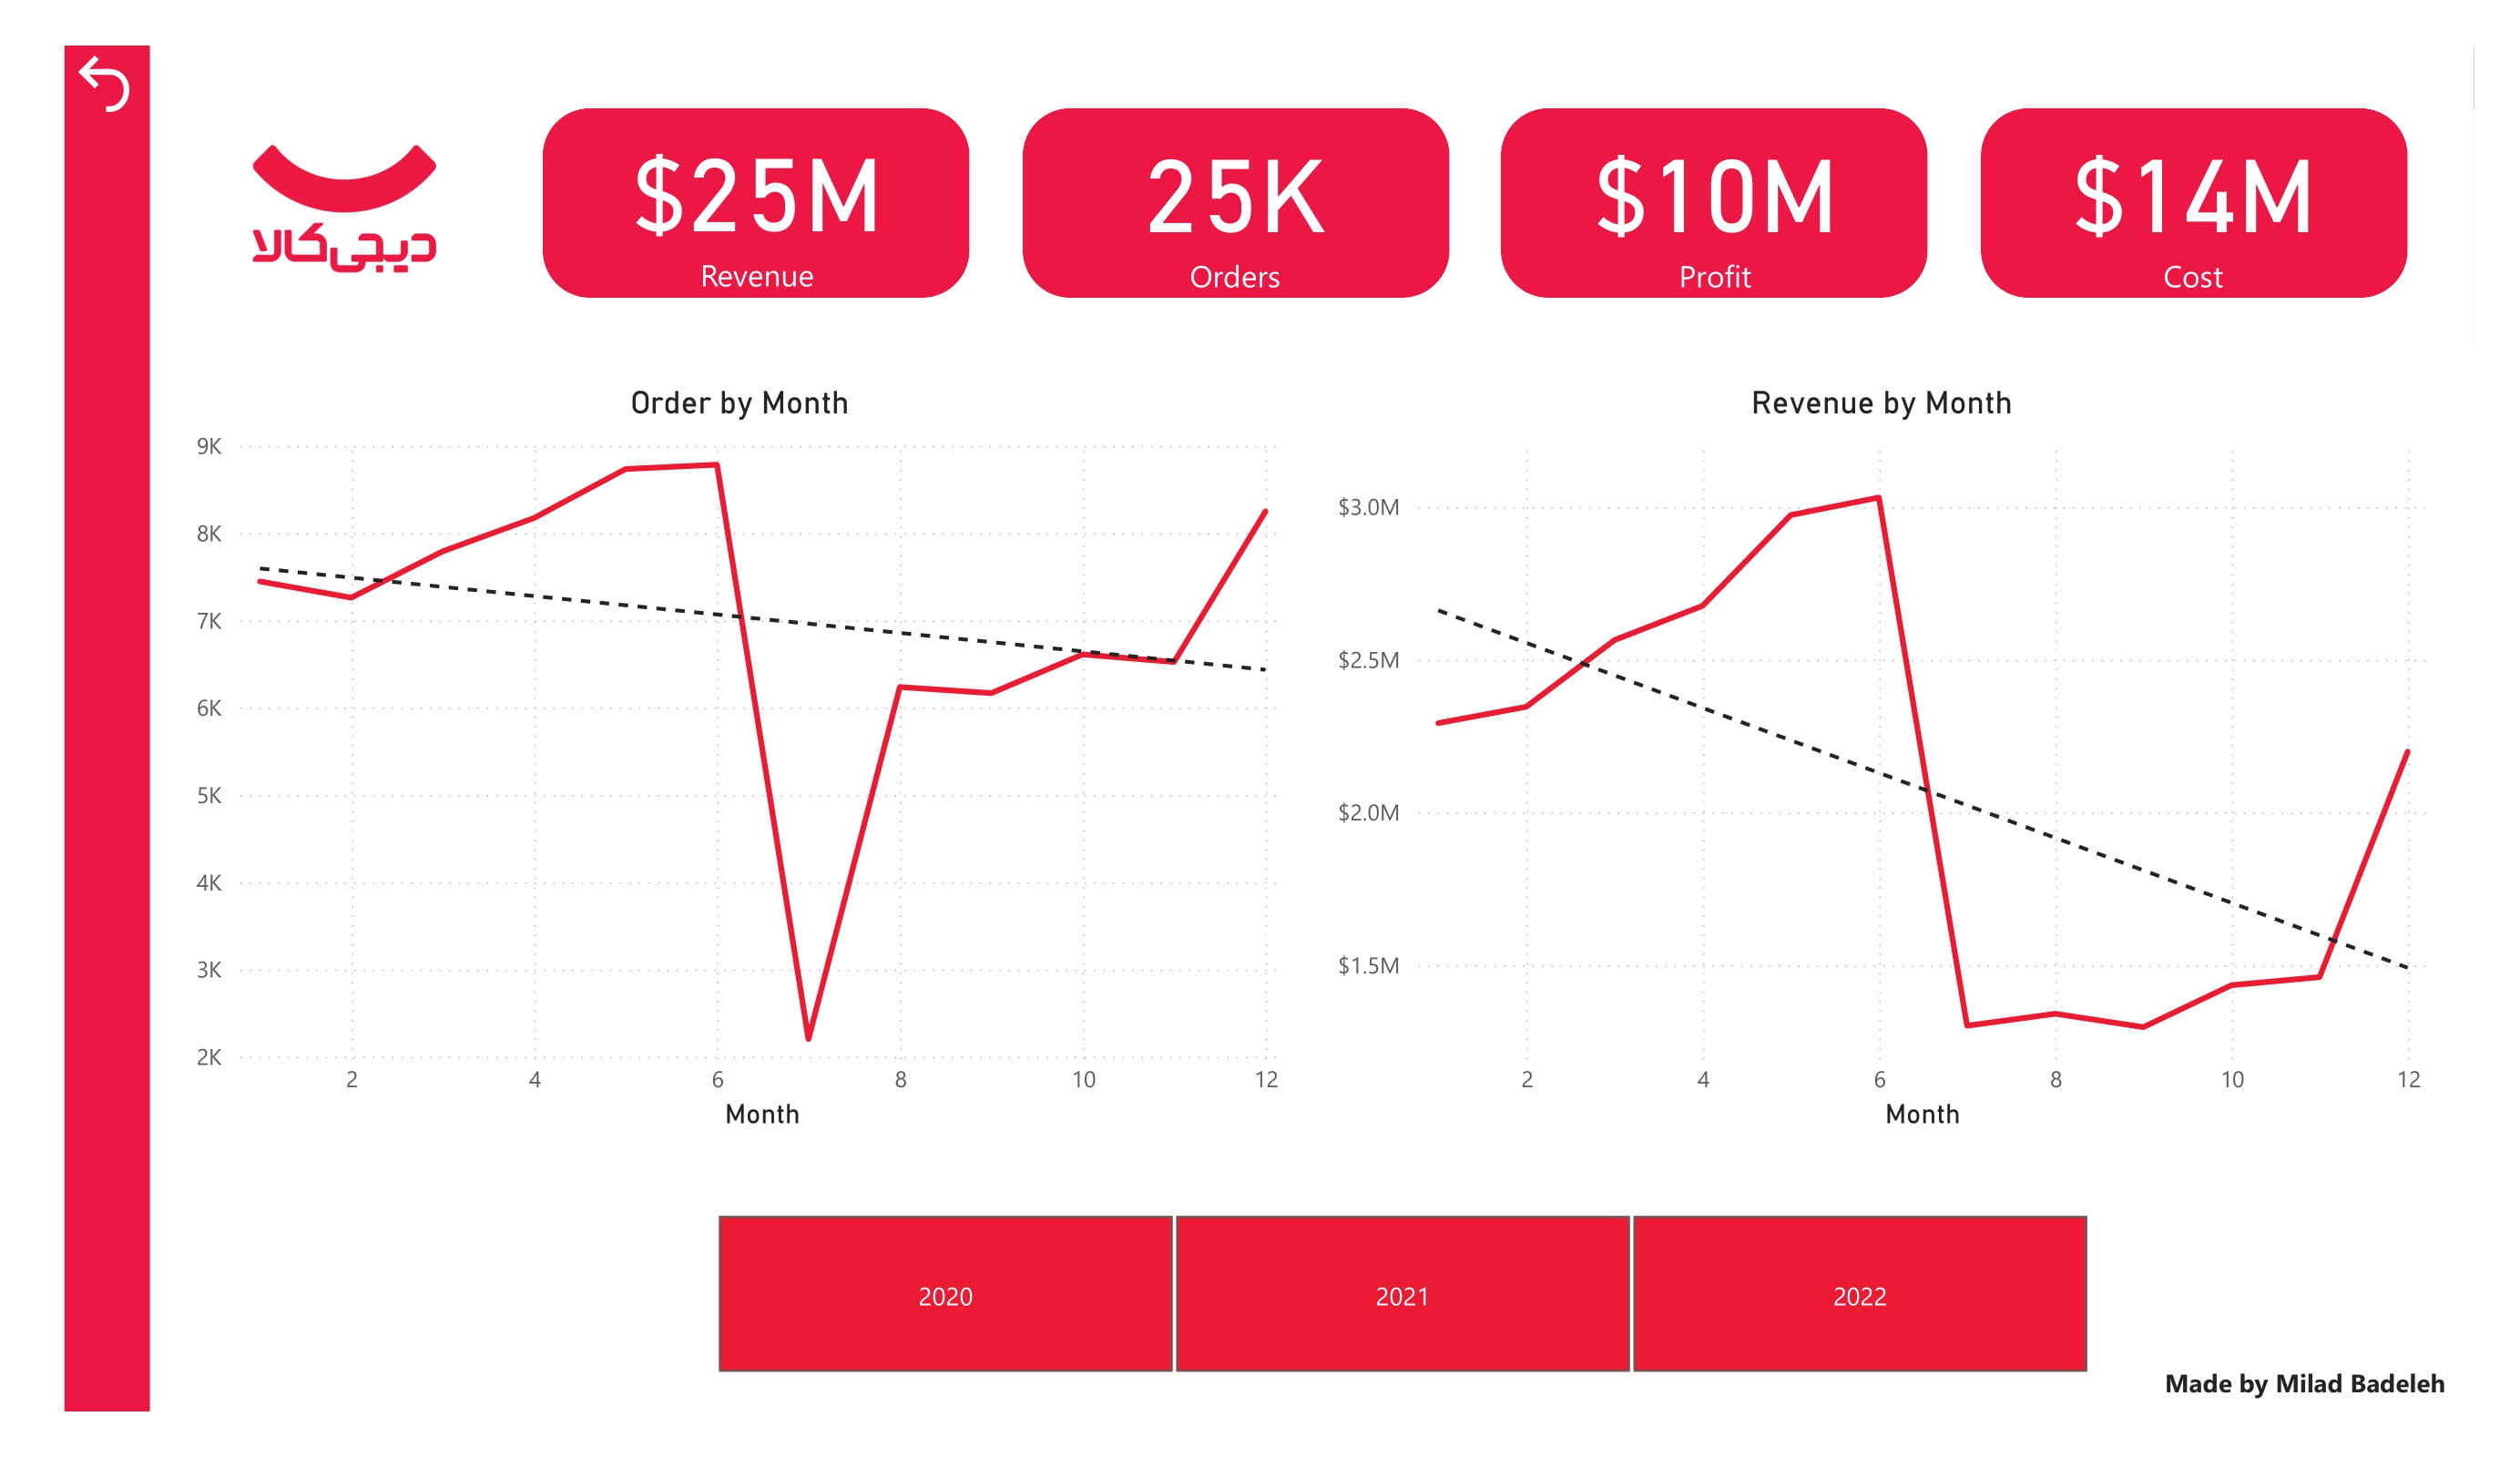 $25M
Revenue
25K
Orders
$10M
Profit
$14M
Cost
دیجی‌کالا
Order by Month
9K
8K
7K
6K
5K
4K
3K
2K
2 4 6 8 10 12
Month
Revenue by Month
$3.0M
$2.5M
$2.0M
$1.5M
2 4 6 8 10 12
Month
2020 2021 2022
Made by Milad Badeleh